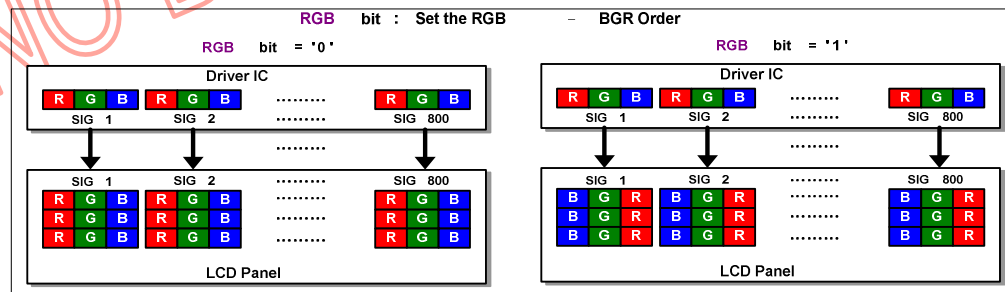 RGB bit : Set the RGB – BGR Order
RGB bit = '0'
Driver IC
R G B R G B ......... R G B
SIG 1 SIG 2 ......... SIG 800
.........
SIG 1 SIG 2 ......... SIG 800
R G B R G B ......... R G B
R G B R G B ......... R G B
R G B R G B ......... R G B
LCD Panel
RGB bit = '1'
Driver IC
R G B R G B ......... R G B
SIG 1 SIG 2 ......... SIG 800
.........
SIG 1 SIG 2 ......... SIG 800
B G R B G R ......... B G R
B G R B G R ......... B G R
B G R B G R ......... B G R
LCD Panel